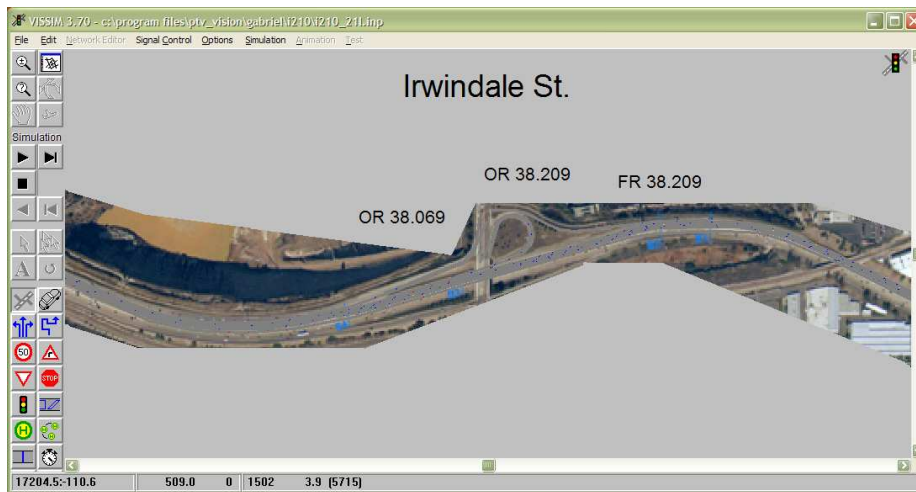 VISSIM 3.70 - c:\program files\ptv_vision\gabriel\i210\i210_21l.inp
File Edit Network Editor Signal Control Options Simulation Animation Test
Irwindale St.
Simulation
OR 38.209
FR 38.209
OR 38.069
A
50
STOP
H
17204.5:-110.6 509.0 0 1502 3.9 (5715)